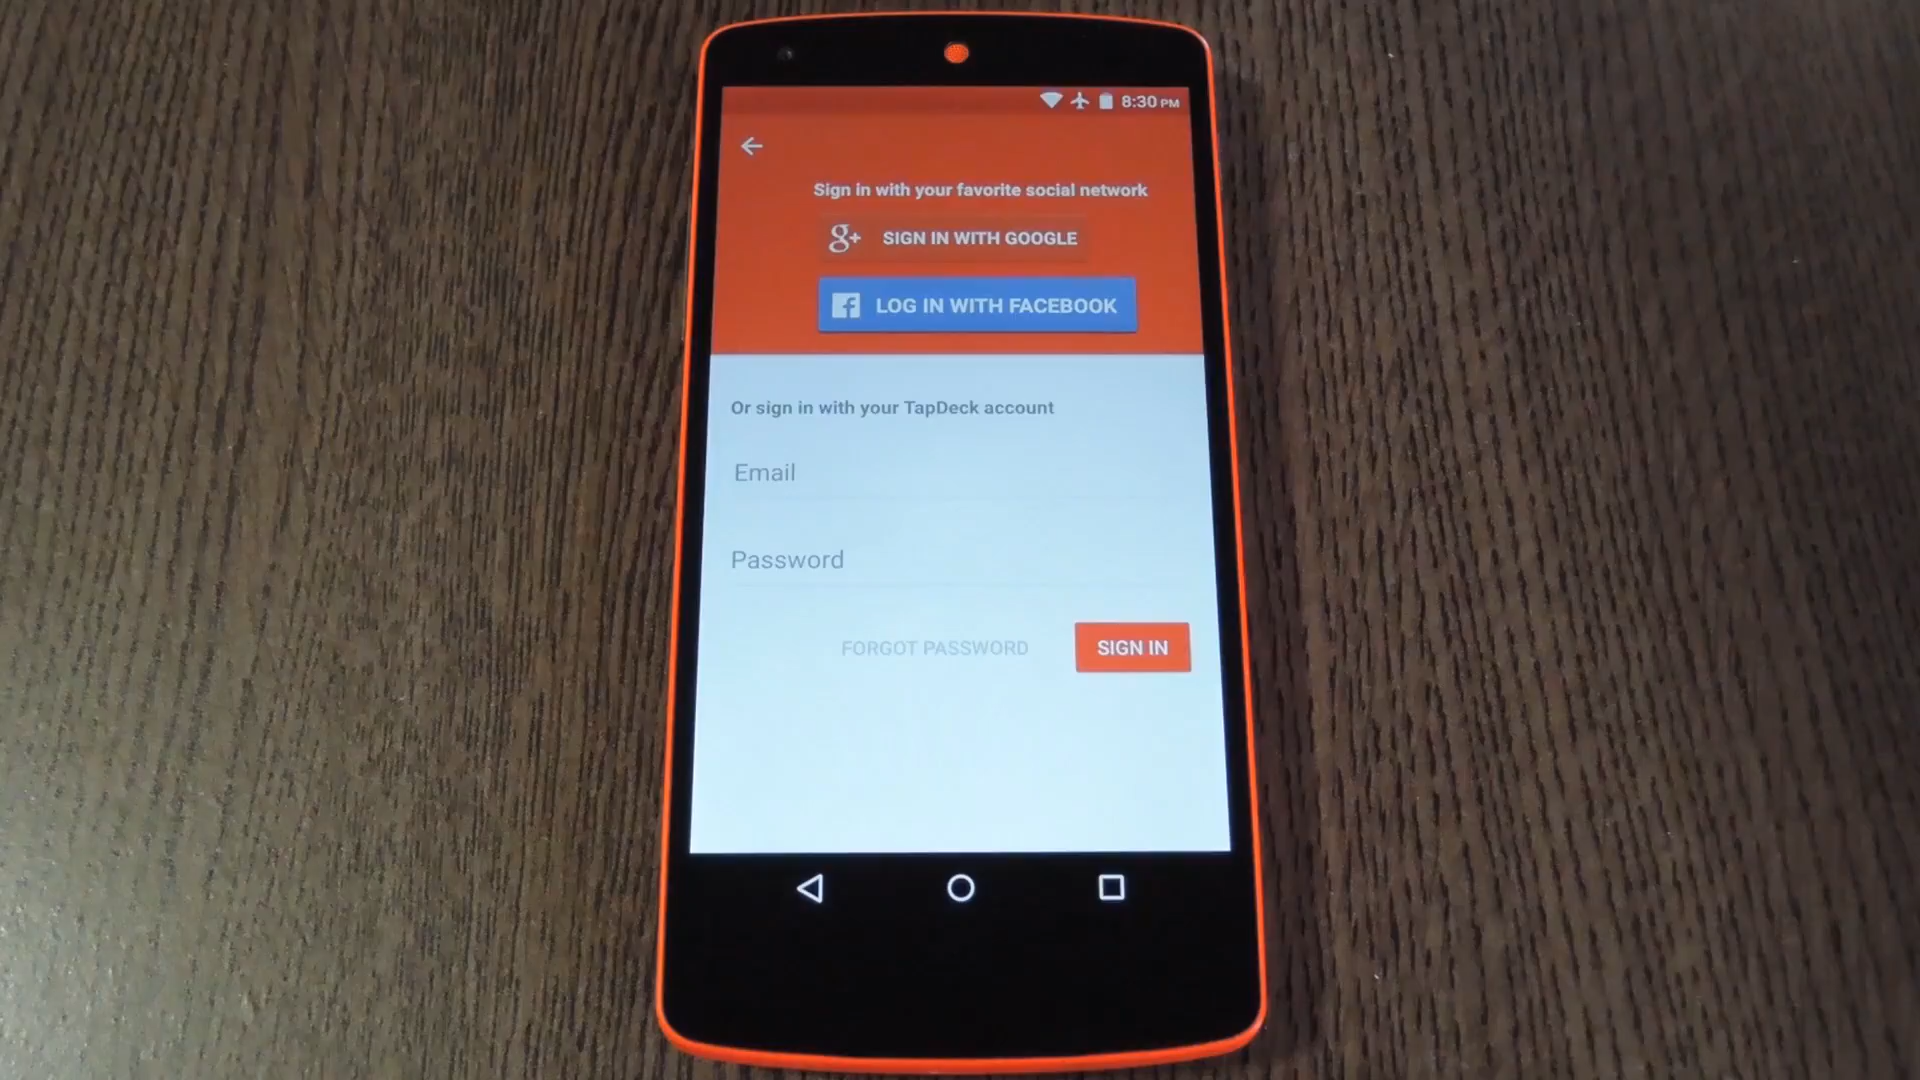 8:30 PM
Sign in with your favorite social network
g+ SIGN IN WITH GOOGLE
f LOG IN WITH FACEBOOK
Or sign in with your TapDeck account
Email
Password
FORGOT PASSWORD
SIGN IN